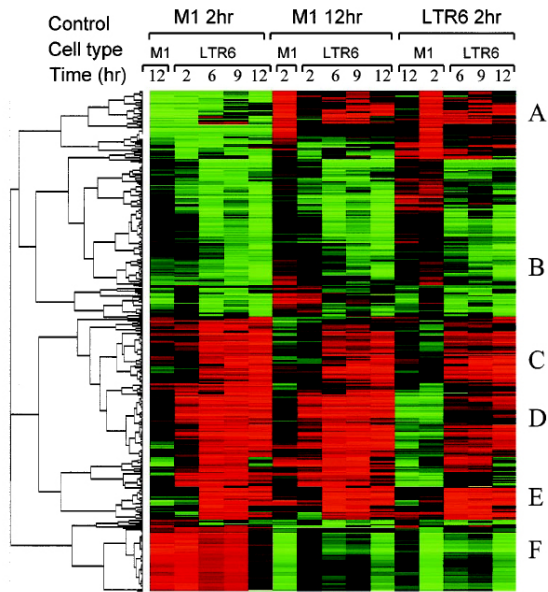 Control M1 2hr M1 12hr LTR6 2hr
Cell type M1 LTR6 M1 LTR6 M1 LTR6
Time (hr) 12 2 6 9 12 2 2 6 9 12 12 2 6 9 12
A
B
C
D
E
F